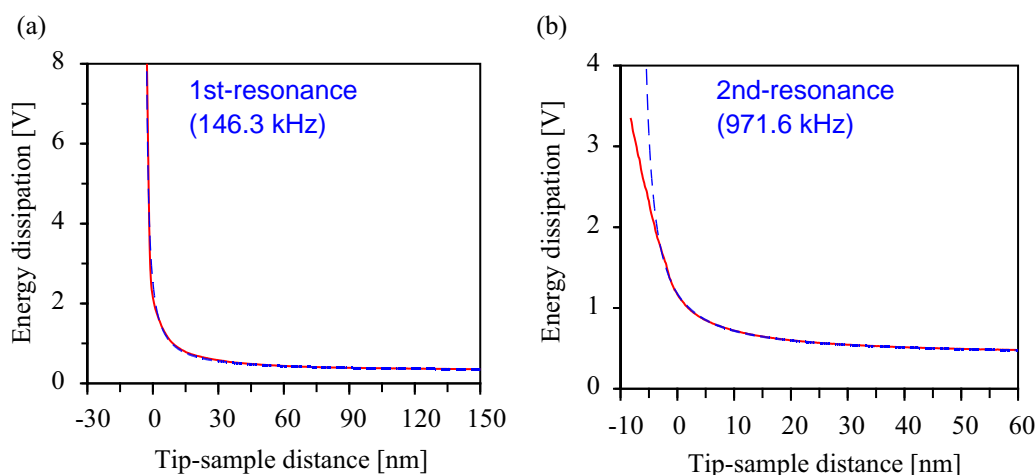 (a)
1st-resonance
(146.3 kHz)
Energy dissipation [V]
8
6
4
2
0
-30
0
30
60
90
120
150
Tip-sample distance [nm]
(b)
2nd-resonance
(971.6 kHz)
Energy dissipation [V]
4
3
2
1
0
-10
0
10
20
30
40
50
60
Tip-sample distance [nm]